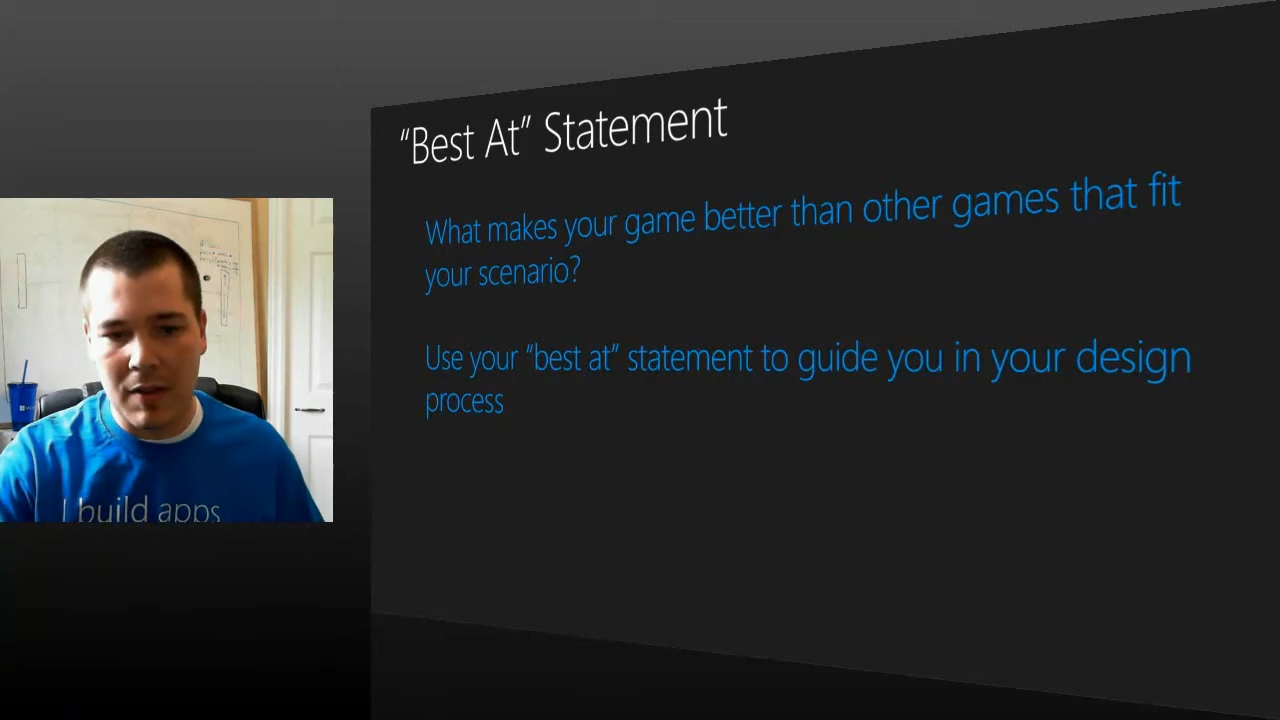 “Best At” Statement
What makes your game better than other games that fit
your scenario?
Use your “best at” statement to guide you in your design
process
I build apps